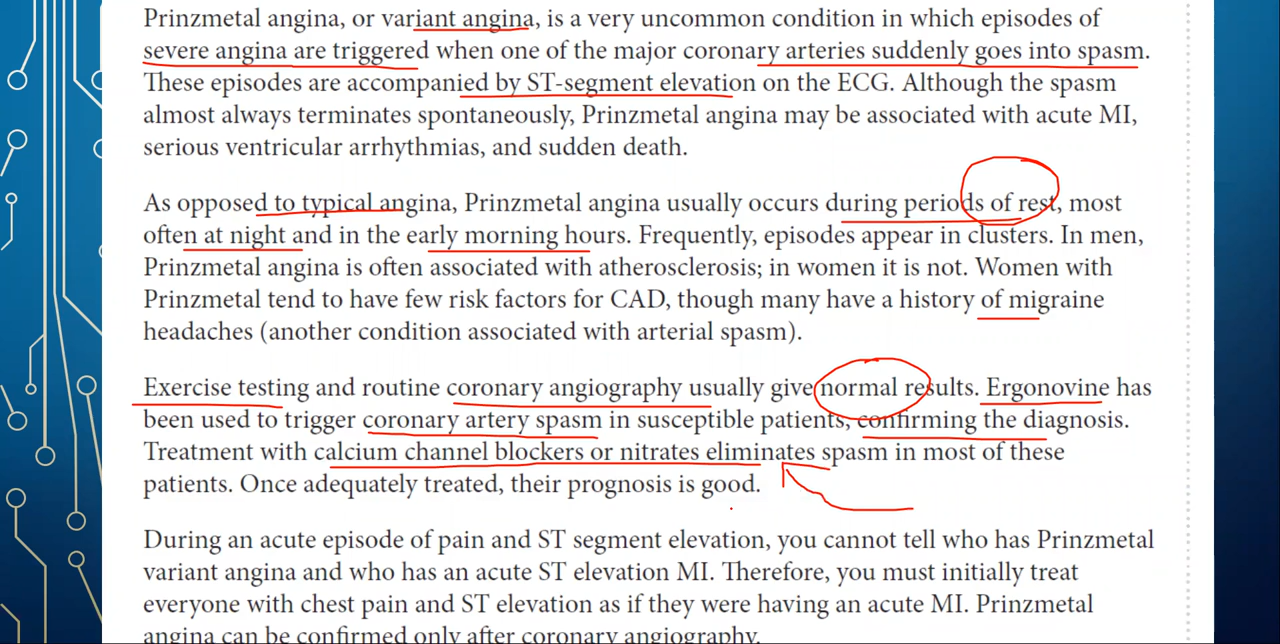 Prinzmetal angina, or variant angina, is a very uncommon condition in which episodes of
severe angina are triggered when one of the major coronary arteries suddenly goes into spasm.
These episodes are accompanied by ST-segment elevation on the ECG. Although the spasm
almost always terminates spontaneously, Prinzmetal angina may be associated with acute MI,
serious ventricular arrhythmias, and sudden death.
As opposed to typical angina, Prinzmetal angina usually occurs during periods of rest, most
often at night and in the early morning hours. Frequently, episodes appear in clusters. In men,
Prinzmetal angina is often associated with atherosclerosis; in women it is not. Women with
Prinzmetal tend to have few risk factors for CAD, though many have a history of migraine
headaches (another condition associated with arterial spasm).
Exercise testing and routine coronary angiography usually give normal results. Ergonovine has
been used to trigger coronary artery spasm in susceptible patients, confirming the diagnosis.
Treatment with calcium channel blockers or nitrates eliminates spasm in most of these
patients. Once adequately treated, their prognosis is good.
During an acute episode of pain and ST segment elevation, you cannot tell who has Prinzmetal
variant angina and who has an acute ST elevation MI. Therefore, you must initially treat
everyone with chest pain and ST elevation as if they were having an acute MI. Prinzmetal
angina can be confirmed only after coronary angiography.